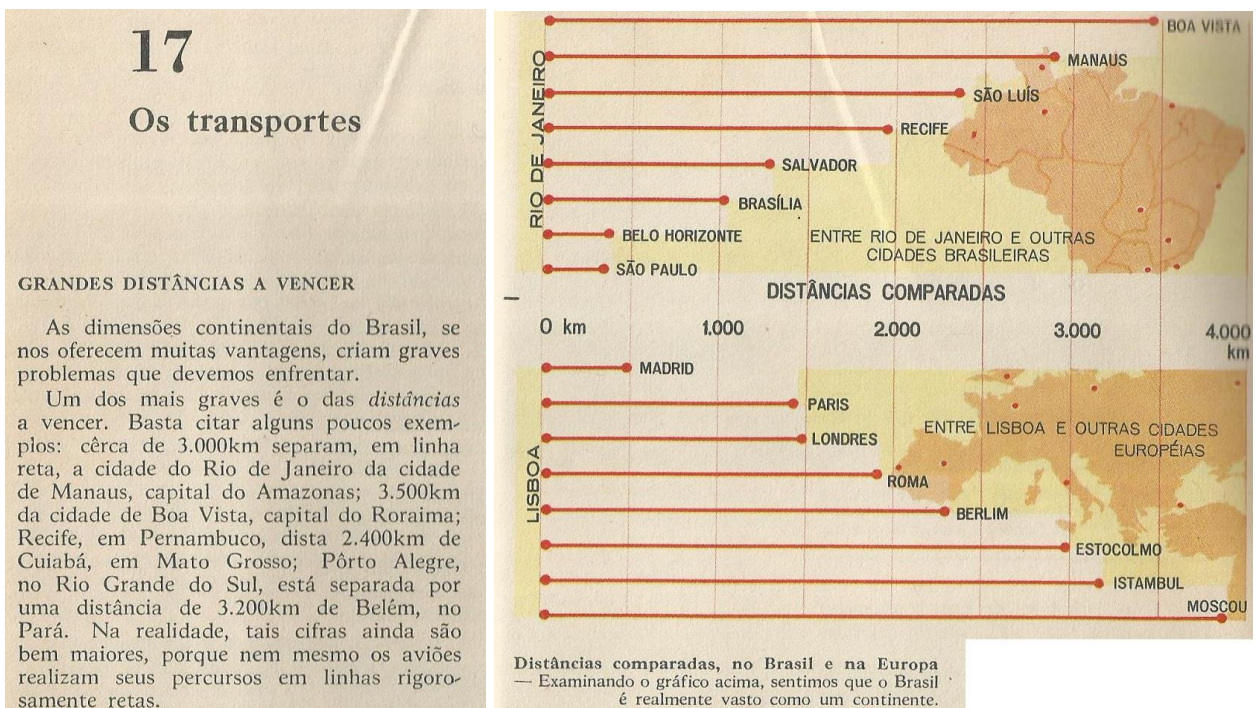 17
Os transportes
GRANDES DISTÂNCIAS A VENCER
As dimensões continentais do Brasil, se
nos oferecem muitas vantagens, criam graves
problemas que devemos enfrentar.
Um dos mais graves é o das distâncias
a vencer. Basta citar alguns poucos exem-
plos: cêrca de 3.000km separam, em linha
reta, a cidade do Rio de Janeiro da cidade
de Manaus, capital do Amazonas; 3.500km
da cidade de Boa Vista, capital do Roraima;
Recife, em Pernambuco, dista 2.400km de
Cuiabá, em Mato Grosso; Pôrto Alegre,
no Rio Grande do Sul, está separada por
uma distância de 3.200km de Belém, no
Pará. Na realidade, tais cifras ainda são
bem maiores, porque nem mesmo os aviões
realizam seus percursos em linhas rigoro-
samente retas.
RIO DE JANEIRO
BOA VISTA
MANAUS
SÃO LUÍS
RECIFE
SALVADOR
BRASÍLIA
BELO HORIZONTE
SÃO PAULO
ENTRE RIO DE JANEIRO E OUTRAS
CIDADES BRASILEIRAS
DISTÂNCIAS COMPARADAS
0 km 1.000 2.000 3.000 4.000
km
LISBOA
MADRID
PARIS
LONDRES
ROMA
BERLIM
ESTOCOLMO
ISTAMBUL
MOSCOU
ENTRE LISBOA E OUTRAS CIDADES
EUROPÉIAS
Distâncias comparadas, no Brasil e na Europa
— Examinando o gráfico acima, sentimos que o Brasil
é realmente vasto como um continente.